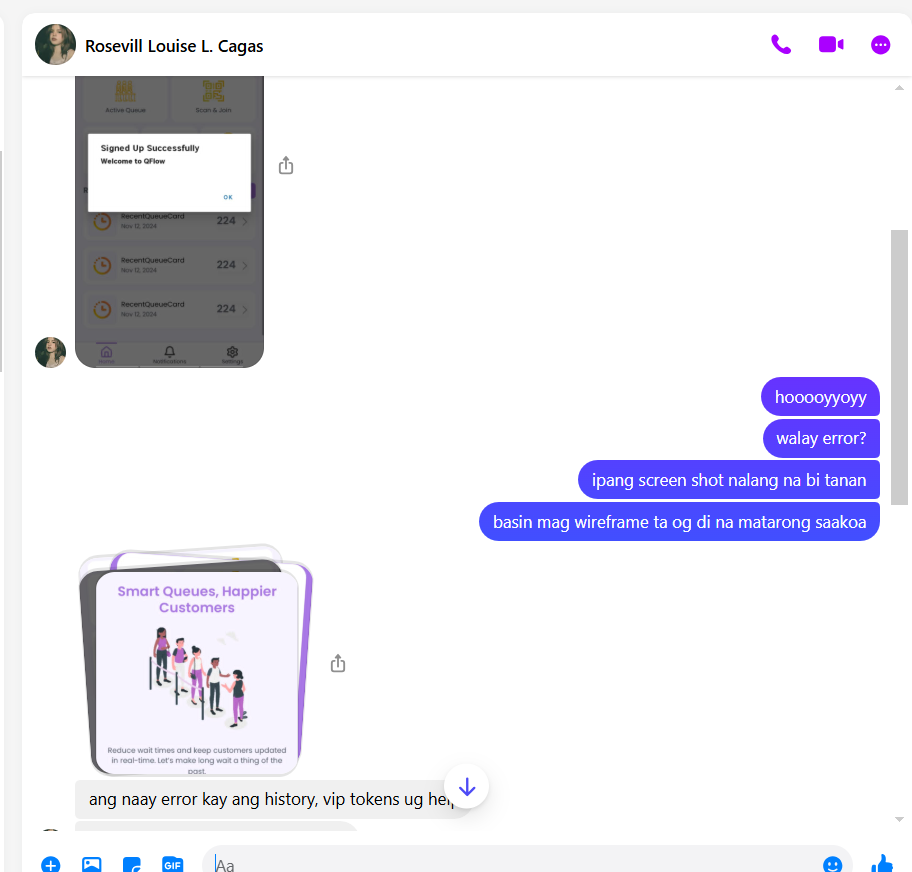 Rosevill Louise L. Cagas
Active Queue
Scan & Join
Signed Up Successfully
Welcome to QFlow
OK
RecentQueueCard
Nov 12, 2024
224
RecentQueueCard
Nov 12, 2024
224
RecentQueueCard
Nov 12, 2024
224
Home
Notifications
Settings
hooooyyoyy
walay error?
ipang screen shot nalang na bi tanan
basin mag wireframe ta og di na matarong saakoa
Smart Queues, Happier
Customers
Reduce wait times and keep customers updated
in real-time. Let's make long wait a thing of the
past.
ang naay error kay ang history, vip tokens ug
GIF
Aa